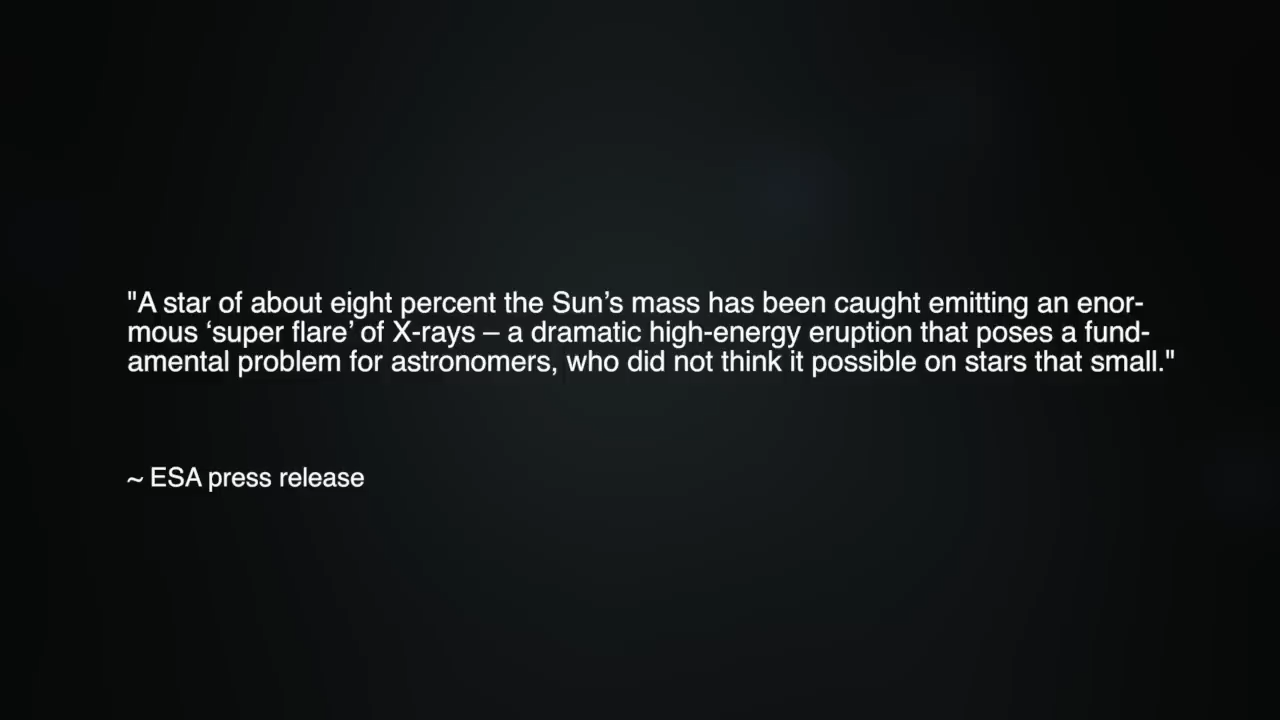 "A star of about eight percent the Sun’s mass has been caught emitting an enor-
mous ‘super flare’ of X-rays – a dramatic high-energy eruption that poses a fund-
amental problem for astronomers, who did not think it possible on stars that small."
~ ESA press release